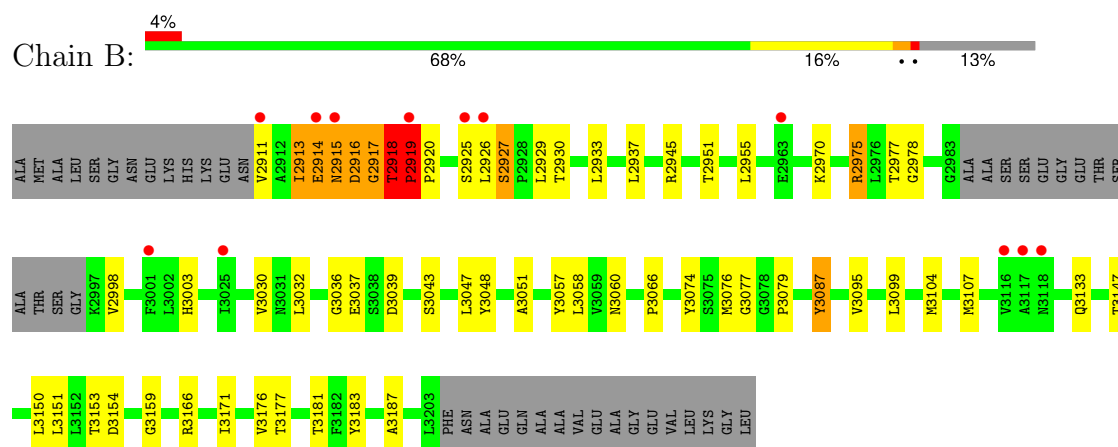 4%
Chain B:
68% 16% • • 13%
ALA MET ALA LEU SER GLY ASN GLU LYS HIS LYS GLU ASN V2911 A2912 I2913 E2914 N2915 D2916 G2917 T2918 P2919 P2920 S2925 L2926 S2927 P2928 L2929 T2930 L2933 L2937 R2945 T2951 L2955 E2963 K2970 R2975 L2976 T2977 G2978 G2983 ALA ALA SER SER GLU GLY GLU THR SER
ALA THR SER GLY K2997 V2998 F3001 L3002 H3003 I3025 V3030 N3031 L3032 G3036 E3037 S3038 D3039 S3043 L3047 Y3048 A3051 Y3057 L3058 V3059 N3060 P3066 Y3074 S3075 M3076 G3077 G3078 P3079 Y3087 V3095 L3099 M3104 M3107 V3116 A3117 N3118 Q3133 T3147
L3150 L3151 L3152 T3153 D3154 G3159 R3166 I3171 V3176 T3177 T3181 F3182 Y3183 A3187 L3203 PHE ASN ALA GLU GLN ALA ALA VAL GLU ALA GLY GLU VAL LEU LYS GLY LEU